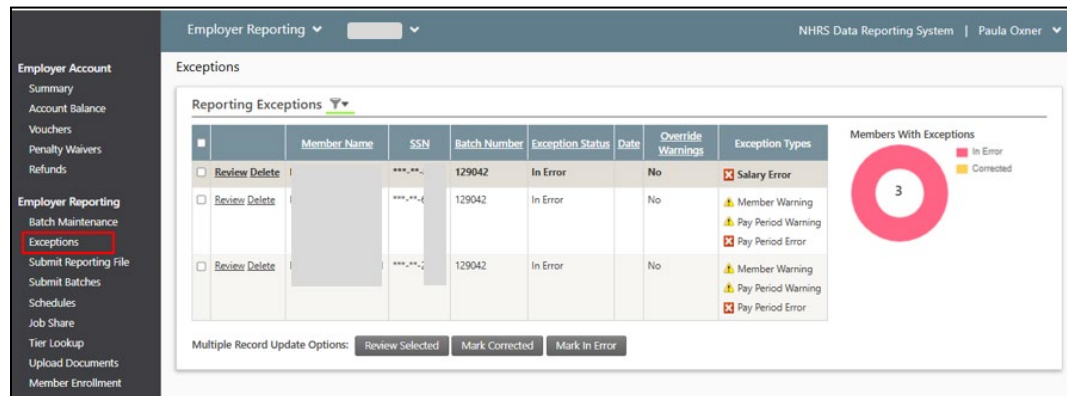 Employer Reporting
NHRS Data Reporting System | Paula Oxner
Employer Account
Summary
Account Balance
Vouchers
Penalty Waivers
Refunds
Employer Reporting
Batch Maintenance
Exceptions
Submit Reporting File
Submit Batches
Schedules
Job Share
Tier Lookup
Upload Documents
Member Enrollment
Exceptions
Reporting Exceptions
Member Name SSN Batch Number Exception Status Date Override Warnings Exception Types
Review Delete ***-**- 129042 In Error No Salary Error
Review Delete ***-**- 129042 In Error No Member Warning
Pay Period Warning
Pay Period Error
Review Delete ***-**-2 129042 In Error No Member Warning
Pay Period Warning
Pay Period Error
Multiple Record Update Options: Review Selected Mark Corrected Mark In Error
Members With Exceptions
In Error
Corrected
3